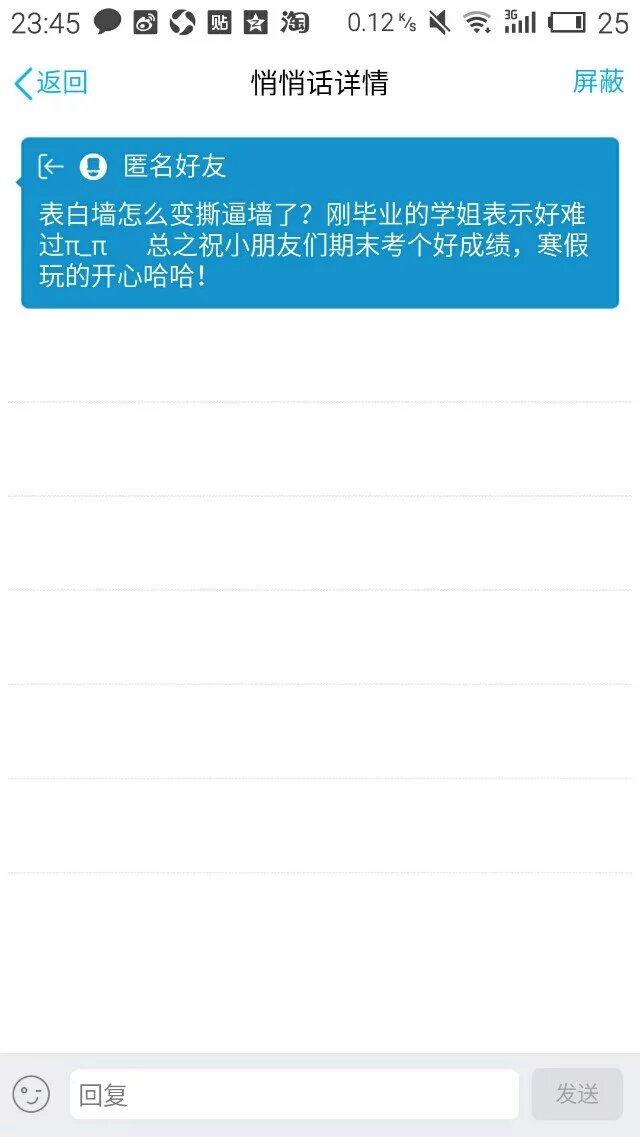 23:45 贴 淘 0.12 K/s 3G 25
返回 悄悄话详情 屏蔽
匿名好友
表白墙怎么变撕逼墙了？刚毕业的学姐表示好难
过π_π 总之祝小朋友们期末考个好成绩，寒假
玩的开心哈哈！
回复 发送